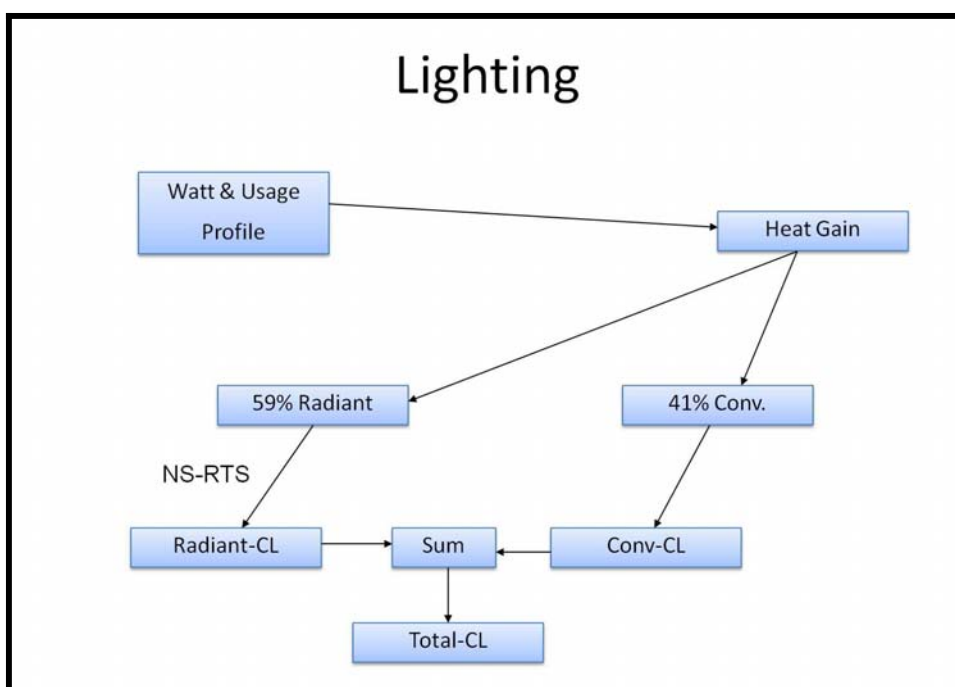 Lighting
Watt & Usage
Profile
Heat Gain
59% Radiant
41% Conv.
NS-RTS
Radiant-CL
Sum
Conv-CL
Total-CL